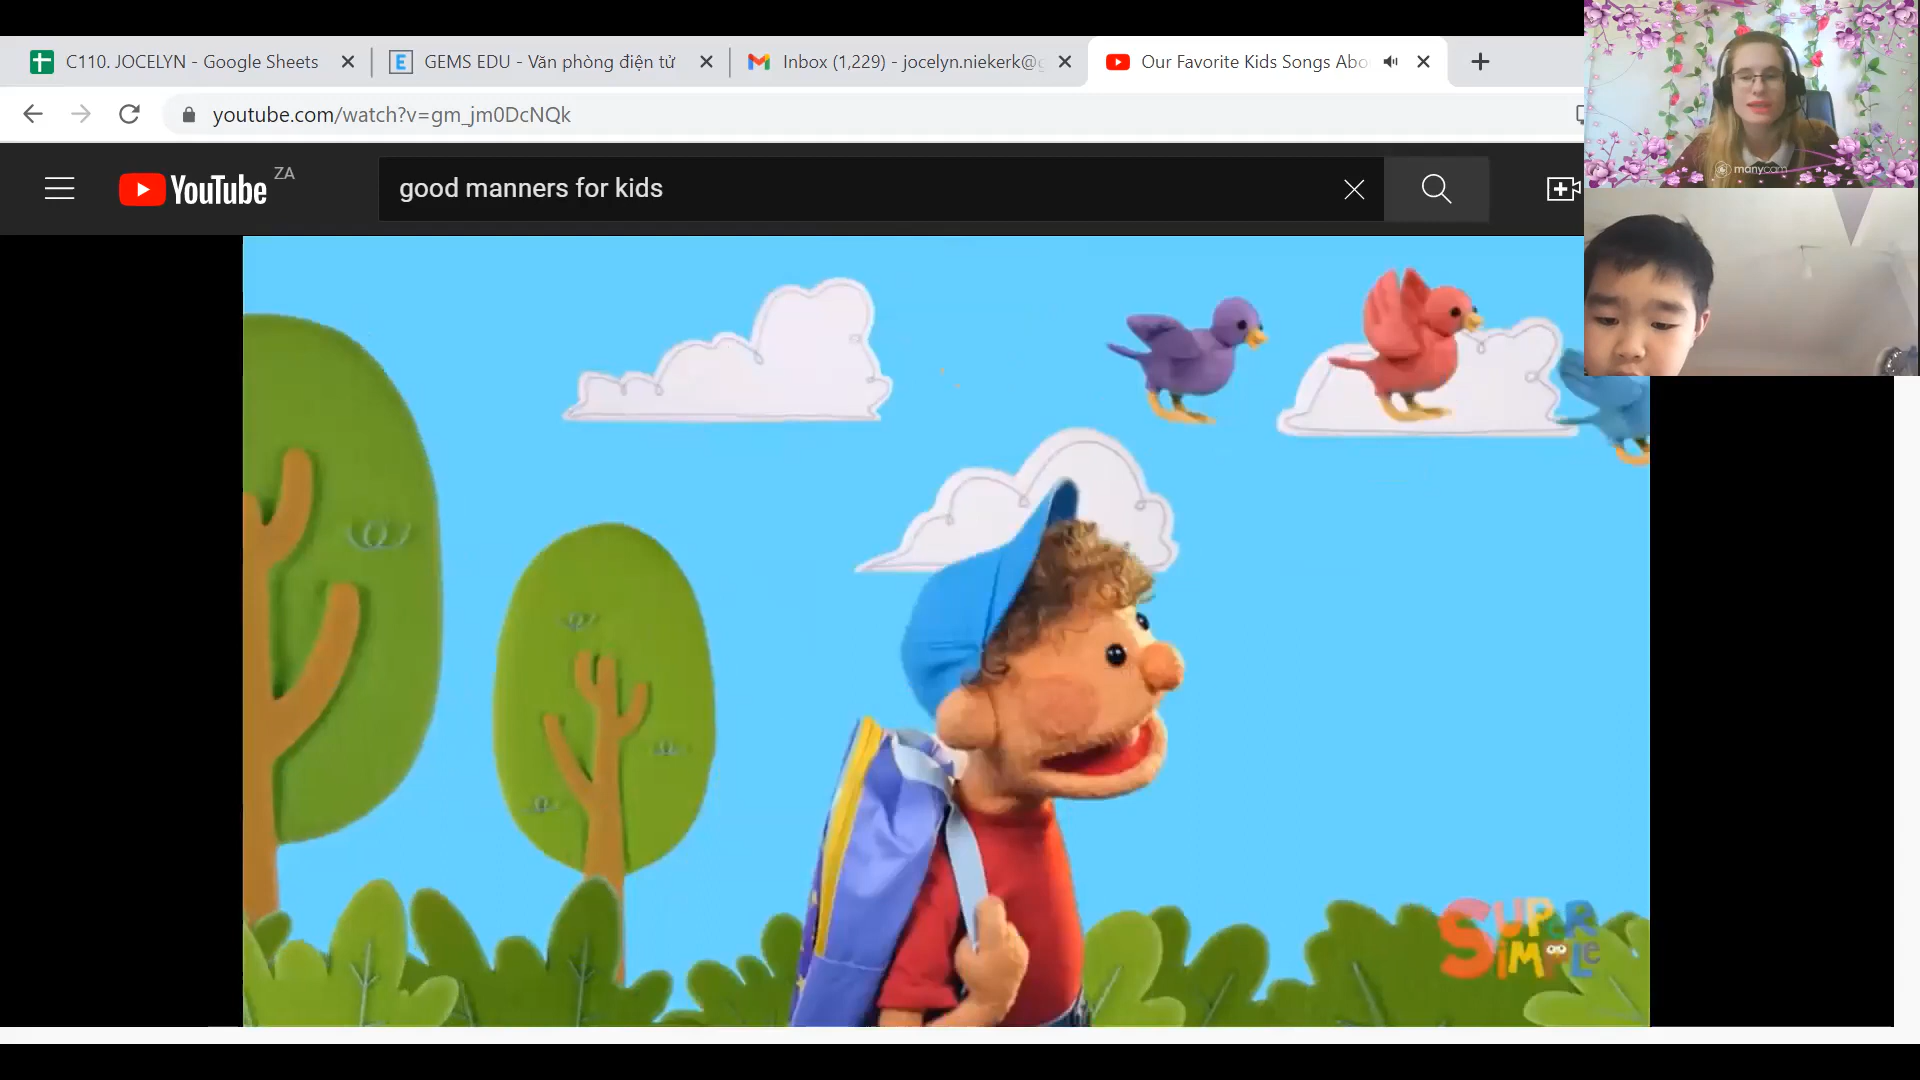 C110. JOCELYN - Google Sheets
GEMS EDU - Văn phòng điện tử
Inbox (1,229) - jocelyn.niekerk@g
Our Favorite Kids Songs Abo
youtube.com/watch?v=gm_jm0DcNQk
YouTube ZA
good manners for kids
manycam
SUPER
SiMPLE